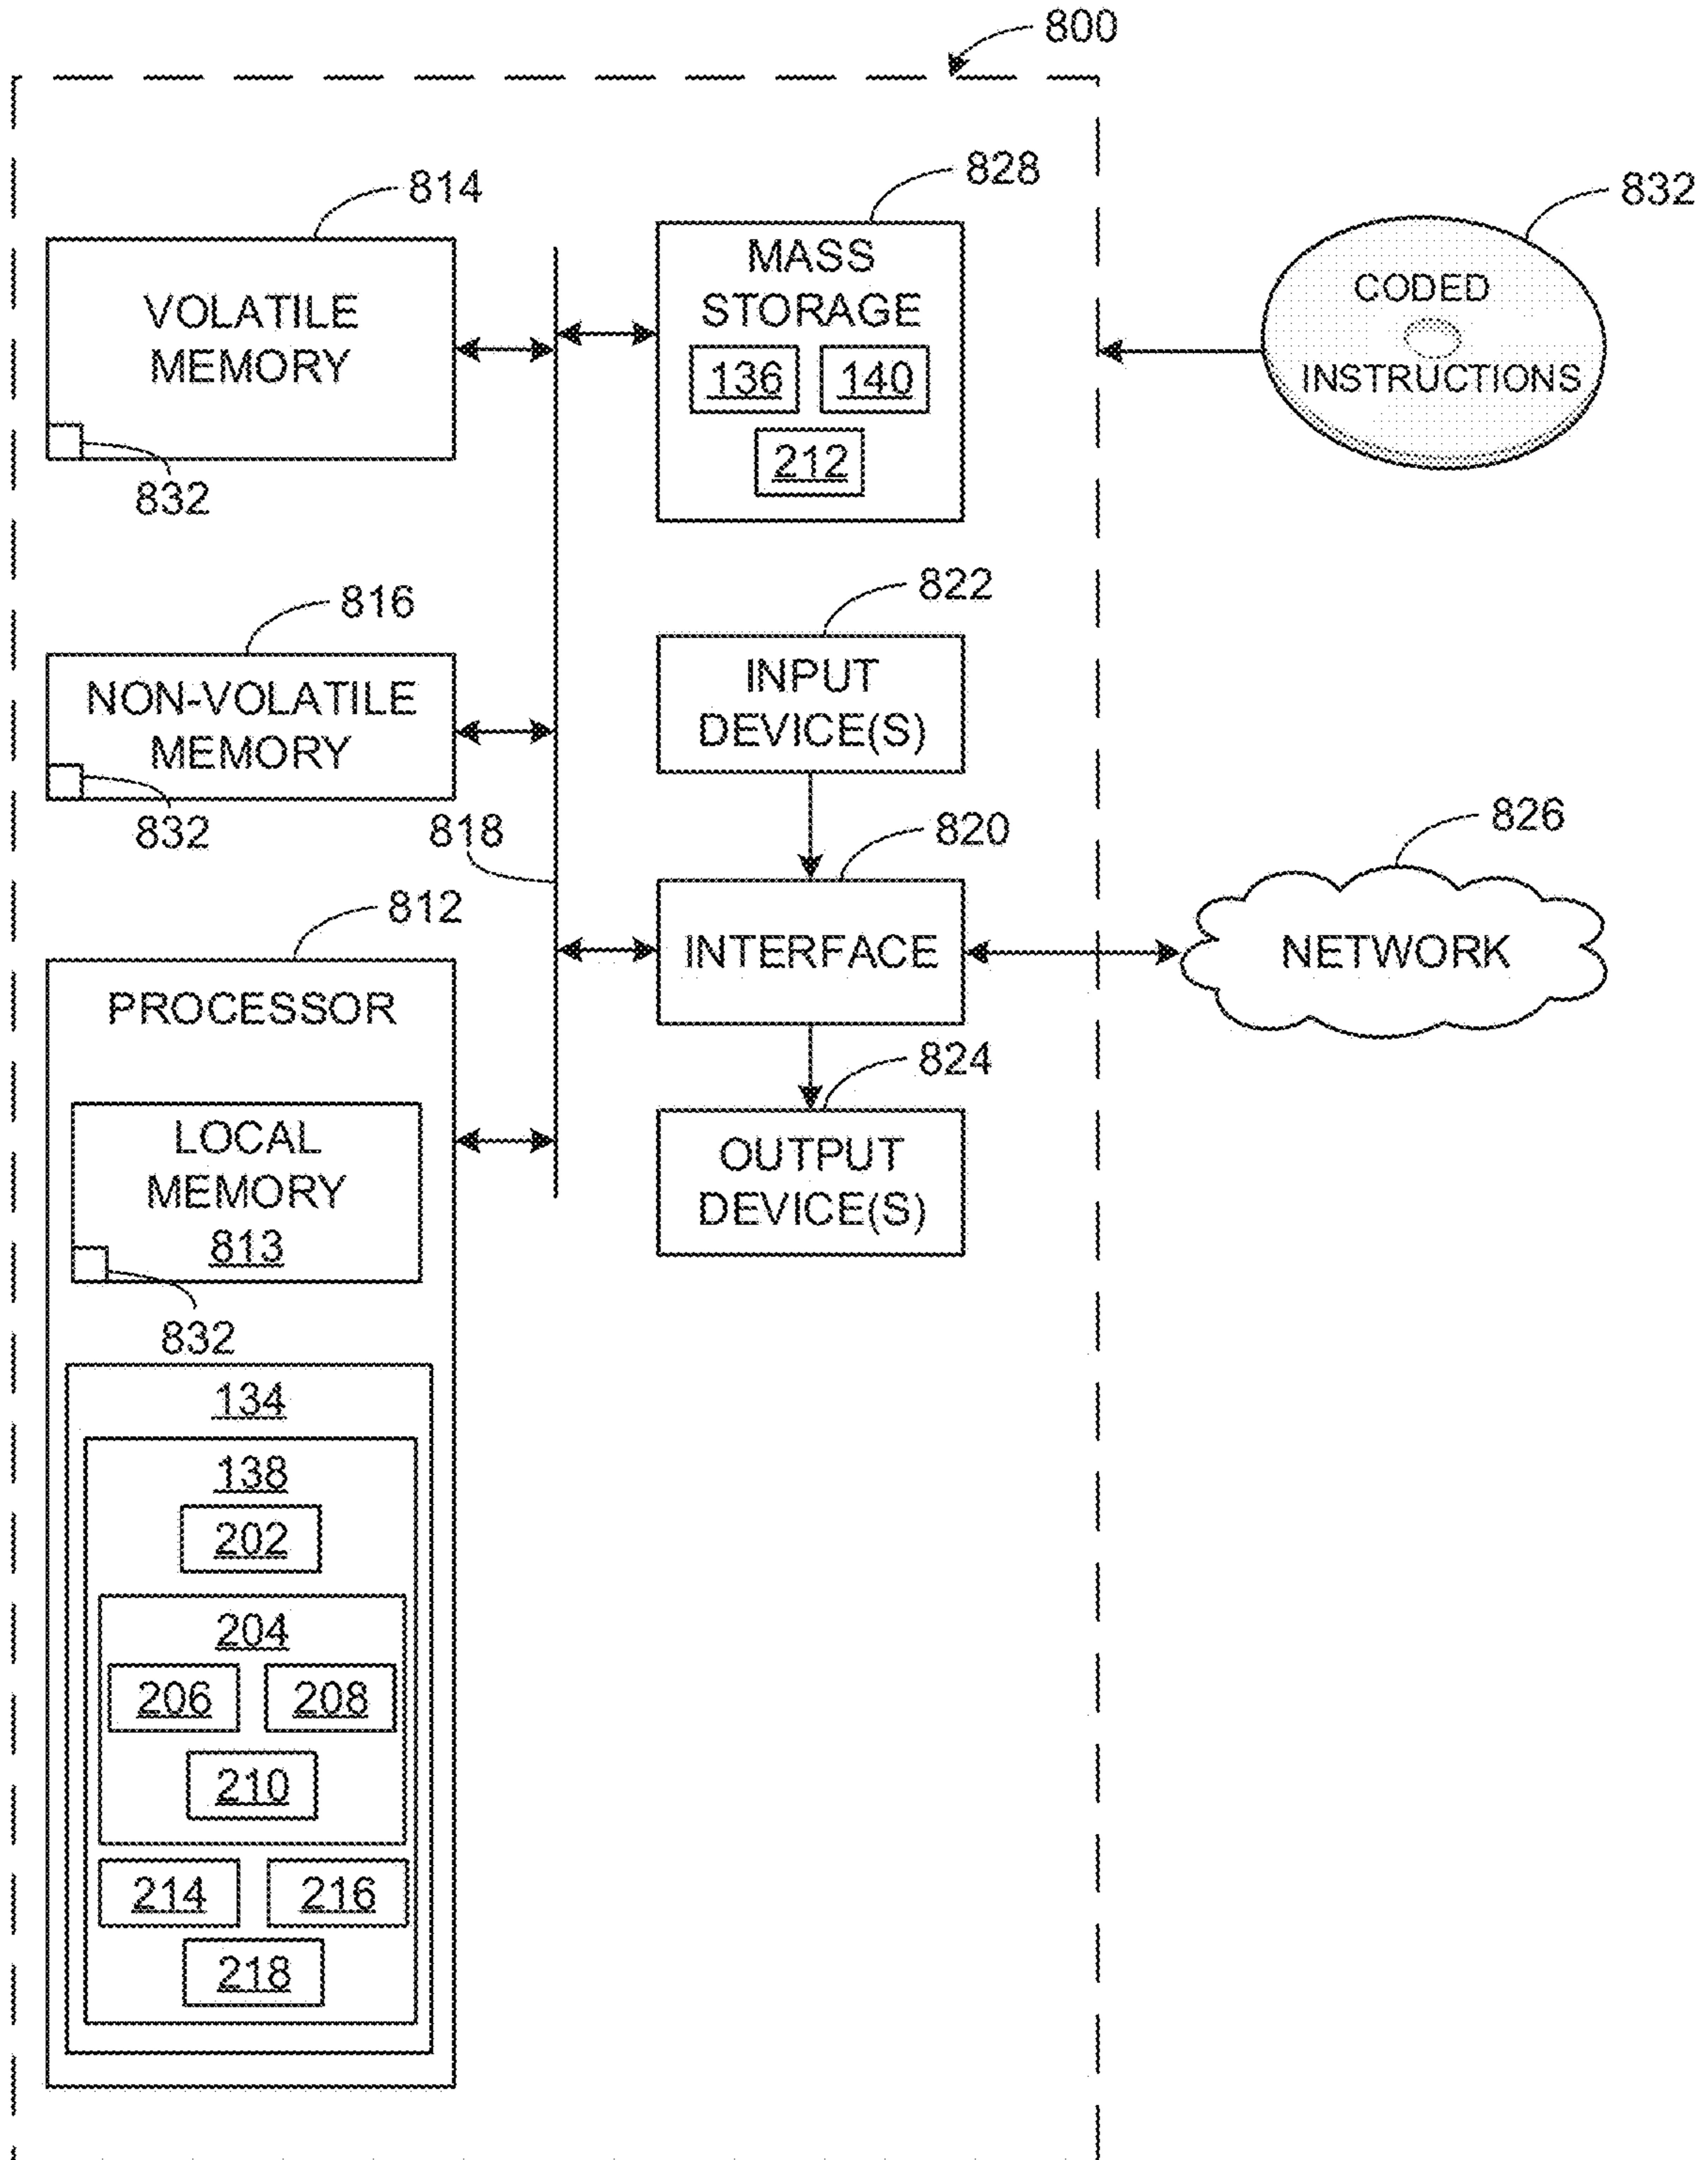 800
814
828
832
VOLATILE
MEMORY
832
MASS
STORAGE
136
140
212
CODED
INSTRUCTIONS
816
NON-VOLATILE
MEMORY
832
818
822
INPUT
DEVICE(S)
820
INTERFACE
826
NETWORK
824
OUTPUT
DEVICE(S)
812
PROCESSOR
LOCAL
MEMORY
813
832
134
138
202
204
206
208
210
214
216
218